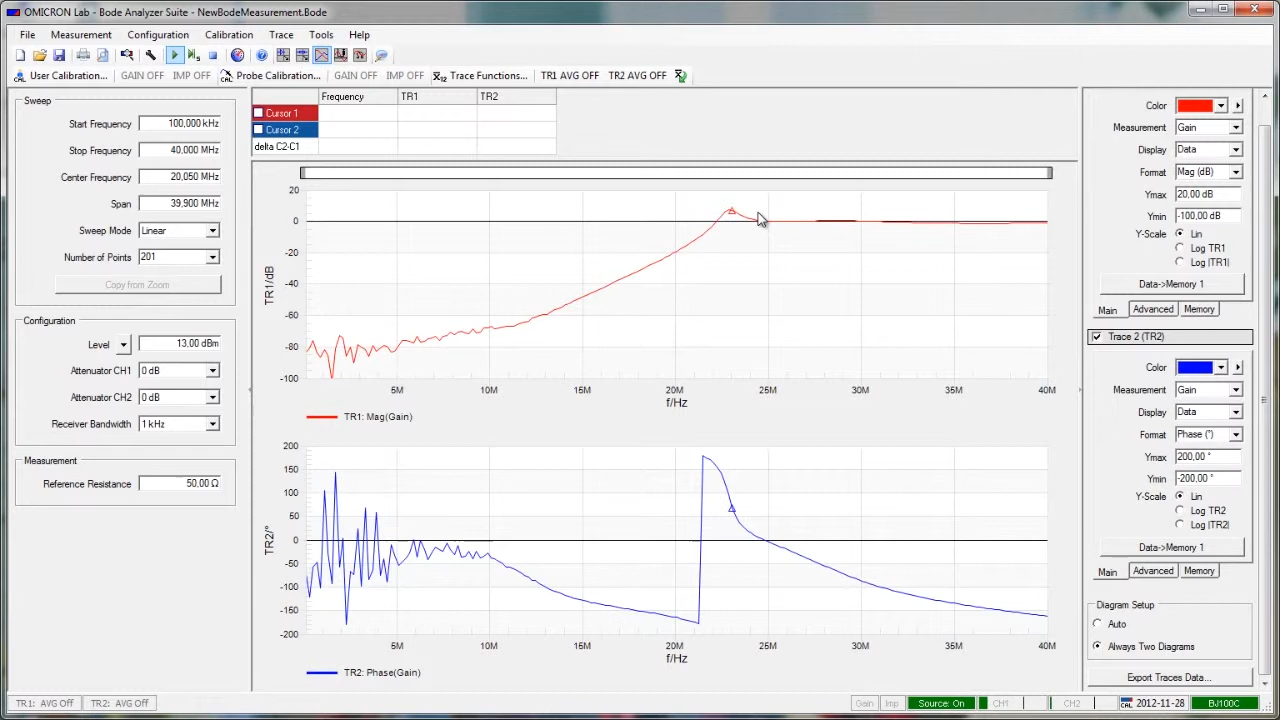 OMICRON Lab - Bode Analyzer Suite - NewBodeMeasurement.Bode
File Measurement Configuration Calibration Trace Tools Help
CAL User Calibration... GAIN OFF IMP OFF CAL Probe Calibration... GAIN OFF IMP OFF Trace Functions... TR1 AVG OFF TR2 AVG OFF
Sweep
Start Frequency 100,000 kHz
Stop Frequency 40,000 MHz
Center Frequency 20,050 MHz
Span 39,900 MHz
Sweep Mode Linear
Number of Points 201
Copy from Zoom
Configuration
Level 13,00 dBm
Attenuator CH1 0 dB
Attenuator CH2 0 dB
Receiver Bandwidth 1 kHz
Measurement
Reference Resistance 50,00 Ω
Frequency TR1 TR2
Cursor 1
Cursor 2
delta C2-C1
20
0
-20
-40
-60
-80
-100
TR1/dB
5M 10M 15M 20M 25M 30M 35M 40M
f/Hz
TR1: Mag(Gain)
200
150
100
50
0
-50
-100
-150
-200
TR2/°
5M 10M 15M 20M 25M 30M 35M 40M
f/Hz
TR2: Phase(Gain)
Color
Measurement Gain
Display Data
Format Mag (dB)
Ymax 20,00 dB
Ymin -100,00 dB
Y-Scale Lin
Log TR1
Log |TR1|
Data->Memory 1
Main Advanced Memory
Trace 2 (TR2)
Color
Measurement Gain
Display Data
Format Phase (°)
Ymax 200,00 °
Ymin -200,00 °
Y-Scale Lin
Log TR2
Log |TR2|
Data->Memory 1
Main Advanced Memory
Diagram Setup
Auto
Always Two Diagrams
Export Traces Data...
TR1: AVG OFF TR2: AVG OFF Gain Imp Source: On CH1 CH2 CAL 2012-11-28 BJ100C